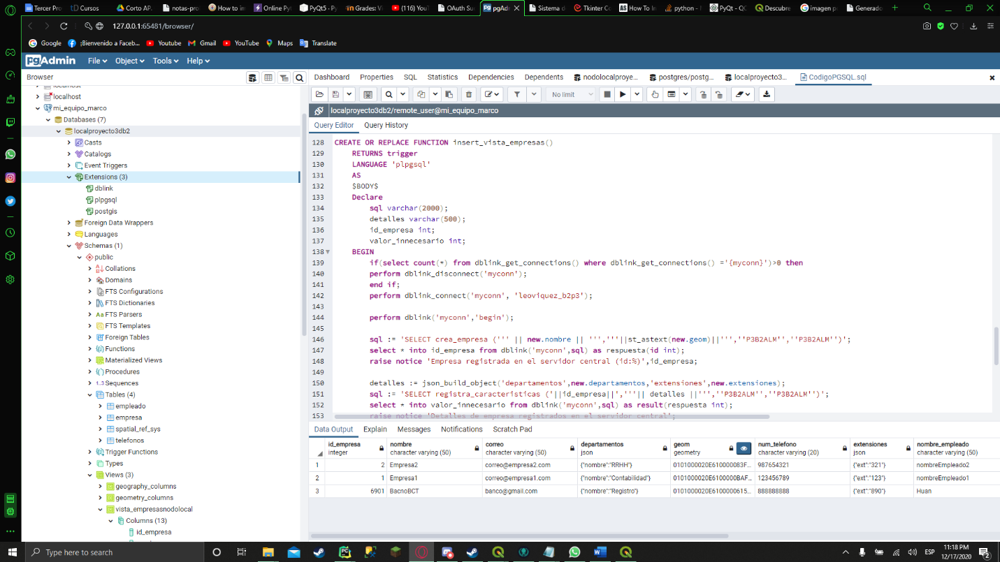 Tercer Pro
Cursos
Corto AP.
notas-pro
How to in
Online Py
PyQt5 · Py
Grades: Vi
(116) You
OAuth Su
pgAdr
Sistema d
Tkinter Co
How To In
python -
PyQt - QC
Descubre
imagen p
Generado
127.0.0.1:65481/browser/
Google
¡Bienvenido a Faceb...
Youtube
Gmail
YouTube
Maps
Translate
pgAdmin
File
Object
Tools
Help
Browser
Dashboard
Properties
SQL
Statistics
Dependencies
Dependents
nodolocalproye...
postgres/postg...
localproyecto3...
CodigoPGSQL.sql
No limit
localproyecto3db2/remote_user@mi_equipo_marco
Query Editor
Query History
localhost
localhost
mi_equipo_marco
Databases (7)
localproyecto3db2
Casts
Catalogs
Event Triggers
Extensions (3)
dblink
plpgsql
postgis
Foreign Data Wrappers
Languages
Schemas (1)
public
Collations
Domains
FTS Configurations
FTS Dictionaries
FTS Parsers
FTS Templates
Foreign Tables
Functions
Materialized Views
Procedures
1..3 Sequences
Tables (4)
empleado
empresa
spatial_ref_sys
telefonos
Trigger Functions
Types
Views (3)
geography_columns
geometry_columns
vista_empresasnodolocal
Columns (13)
id_empresa
128 CREATE OR REPLACE FUNCTION insert_vista_empresas()
129 RETURNS trigger
130 LANGUAGE 'plpgsql'
131 AS
132 $BODY$
133 Declare
134 sql varchar(2000);
135 detalles varchar(500);
136 id_empresa int;
137 valor_innecesario int;
138 BEGIN
139 if(select count(*) from dblink_get_connections() where dblink_get_connections() ='{myconn}')>0 then
140 perform dblink_disconnect('myconn');
141 end if;
142 perform dblink_connect('myconn', 'leoviquez_b2p3');
143
144 perform dblink('myconn','begin');
145
146 sql := 'SELECT crea_empresa (''' || new.nombre || ''','''||st_astext(new.geom)||''',''P3B2ALM'',''P3B2ALM'')';
147 select * into id_empresa from dblink('myconn',sql) as respuesta(id int);
148 raise notice 'Empresa registrada en el servidor central (id:%)',id_empresa;
149
150 detalles := json_build_object('departamentos',new.departamentos,'extensiones',new.extensiones);
151 sql := 'SELECT registra_caracteristicas ('||id_empresa||','''|| detalles ||''',''P3B2ALM'',''P3B2ALM'')';
152 select * into valor_innecesario from dblink('myconn',sql) as result(respuesta int);
153 raise notice 'Detalles de empresa registrados en el servidor central';
Data Output
Explain
Messages
Notifications
Scratch Pad
id_empresa integer
nombre character varying (50)
correo character varying (50)
departamentos json
geom geometry
num_telefono character varying (20)
extensiones json
nombre_empleado character varying (50)
1 2 Empresa2 correo@empresa2.com {"nombre":"RRHH"} 0101000020E610000083F... 987654321 {"ext":"321"} nombreEmpleado2
2 1 Empresa1 correo@empresa1.com {"nombre":"Contabilidad"} 0101000020E6100000BAF... 123456789 {"ext":"123"} nombreEmpleado1
3 6901 BacnoBCT banco@gmail.com {"nombre":"Registro"} 0101000020E6100000615... 888888888 {"ext":"890"} Huan
Type here to search
ESP
11:18 PM
12/17/2020
2